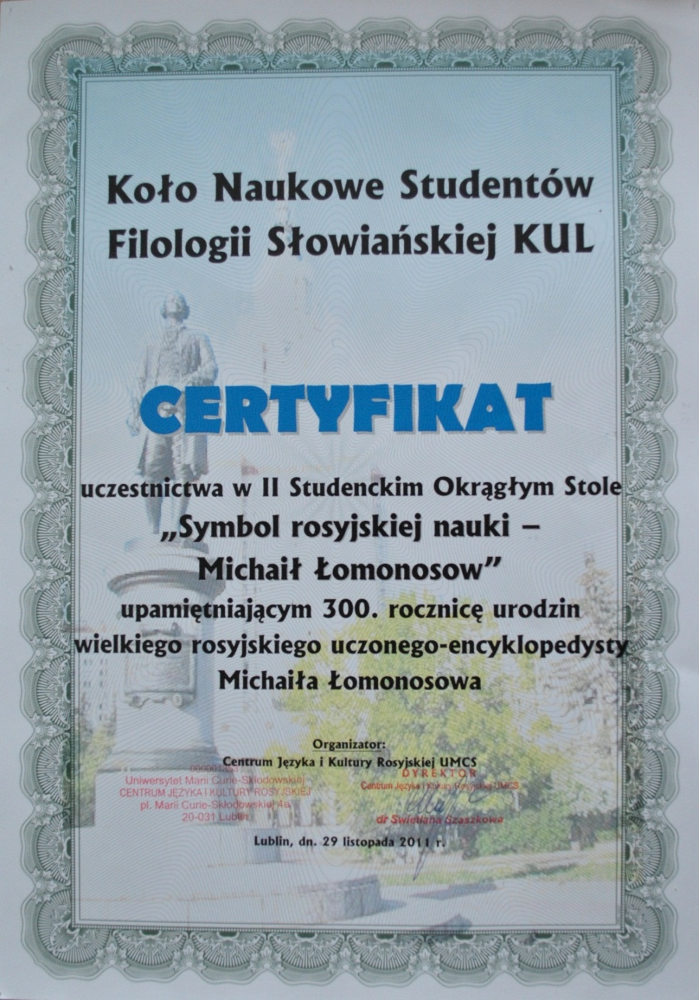 Koło Naukowe Studentów
Filologii Słowiańskiej KUL
CERTYFIKAT
uczestnictwa w II Studenckim Okrągłym Stole
„Symbol rosyjskiej nauki –
Michaił Łomonosow”
upamiętniającym 300. rocznicę urodzin
wielkiego rosyjskiego uczonego-encyklopedysty
Michaiła Łomonosowa
Organizator:
Centrum Języka i Kultury Rosyjskiej UMCS
Uniwersytet Marii Curie-Skłodowskiej
CENTRUM JĘZYKA I KULTURY ROSYJSKIEJ
pl. Marii Curie-Skłodowskiej 4a
20-031 Lublin
DYREKTOR
Centrum Języka i Kultury Rosyjskiej UMCS
dr Swietłana Szaszkowa
Lublin, dn. 29 listopada 2011 r.